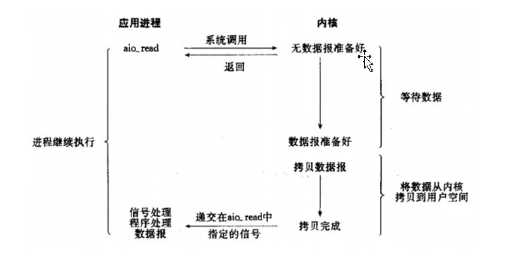 应用进程
内核
aio_read
系统调用
无数据报准备好
返回
等待数据
进程继续执行
数据报准备好
拷贝数据报
将数据从内核
拷贝到用户空间
信号处理
程序处理
数据报
递交在aio_read中
指定的信号
拷贝完成